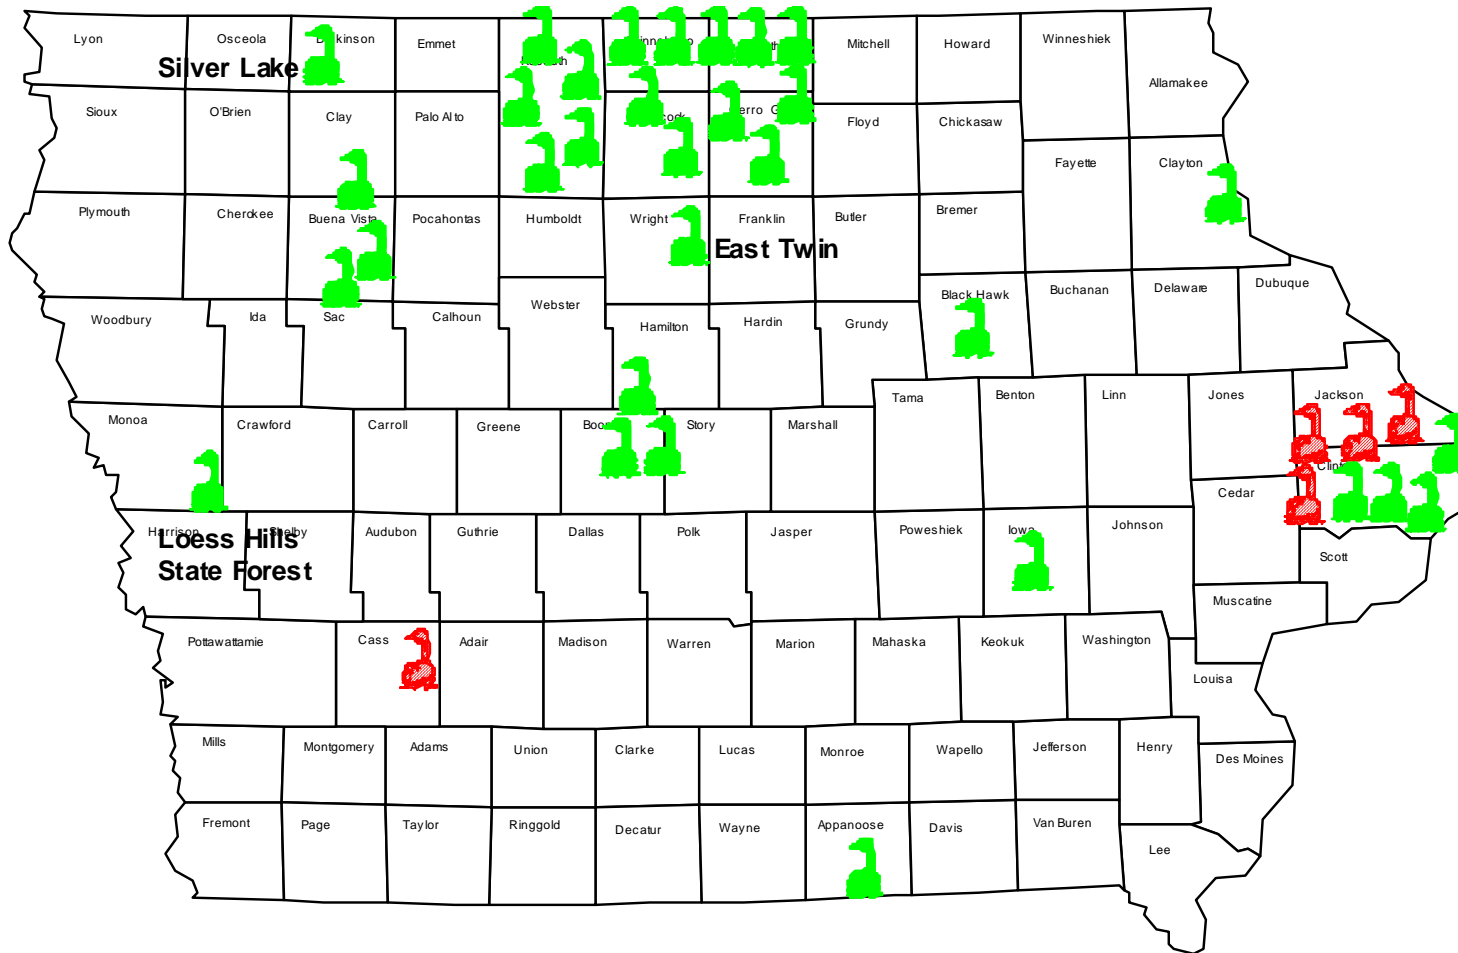 Lyon
Osceola
Emmet
Mitchell
Howard
Winneshiek
Allamakee
Silver Lake
Sioux
O'Brien
Clay
Palo Alto
Floyd
Chickasaw
Fayette
Clayton
Plymouth
Cherokee
Buena Vista
Pocahontas
Humboldt
Wright
Franklin
Butler
Bremer
East Twin
Woodbury
Ida
Sac
Calhoun
Webster
Hamilton
Hardin
Grundy
Black Hawk
Buchanan
Delaware
Dubuque
Monoa
Crawford
Carroll
Greene
Story
Marshall
Tama
Benton
Linn
Jones
Jackson
Cedar
Harrison
Shelby
Audubon
Guthrie
Dallas
Polk
Jasper
Poweshiek
Iowa
Johnson
Scott
Muscatine
Loess Hills
State Forest
Pottawattamie
Cass
Adair
Madison
Warren
Marion
Mahaska
Keokuk
Washington
Louisa
Mills
Montgomery
Adams
Union
Clarke
Lucas
Monroe
Wapello
Jefferson
Henry
Des Moines
Fremont
Page
Taylor
Ringgold
Decatur
Wayne
Appanoose
Davis
Van Buren
Lee